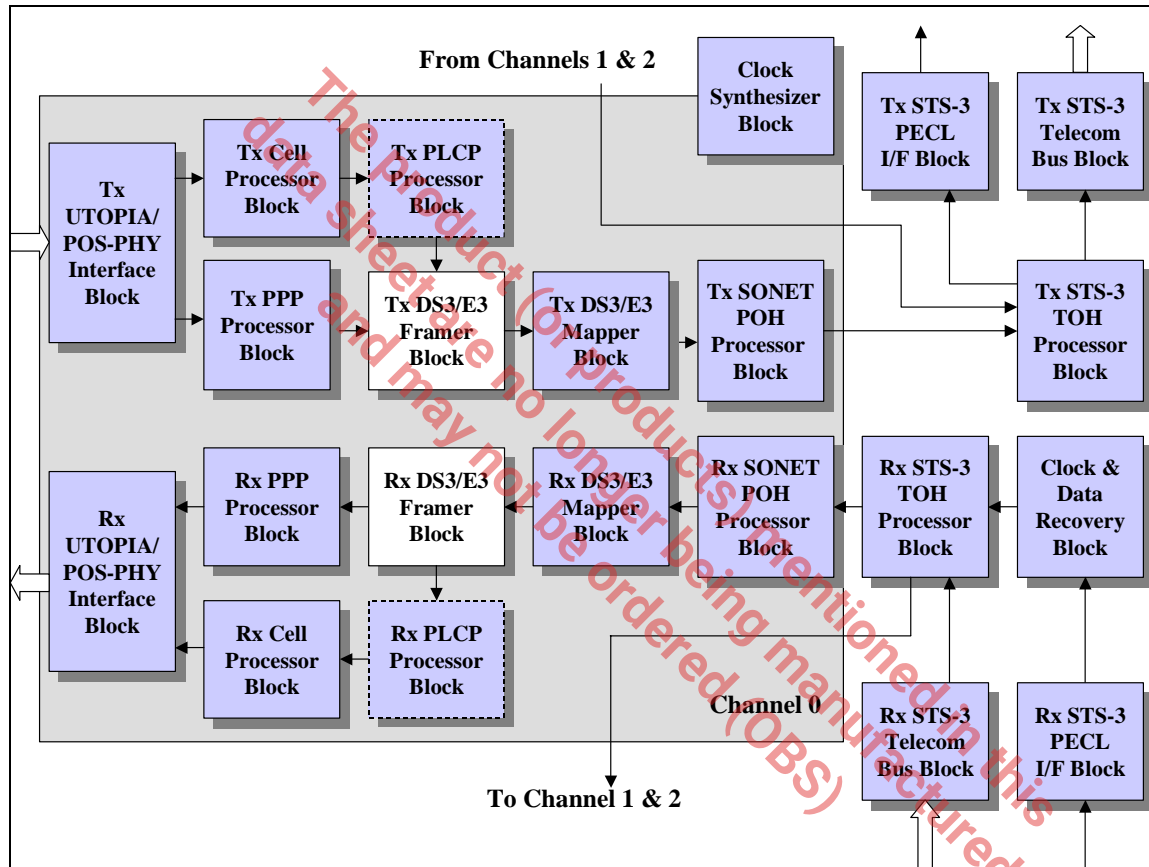 From Channels 1 & 2
Clock
Synthesizer
Block
Tx STS-3
PECL
I/F Block
Tx STS-3
Telecom
Bus Block
Tx
UTOPIA/
POS-PHY
Interface
Block
Tx Cell
Processor
Block
Tx PLCP
Processor
Block
Tx PPP
Processor
Block
Tx DS3/E3
Framer
Block
Tx DS3/E3
Mapper
Block
Tx SONET
POH
Processor
Block
Tx STS-3
TOH
Processor
Block
Rx
UTOPIA/
POS-PHY
Interface
Block
Rx PPP
Processor
Block
Rx DS3/E3
Framer
Block
Rx DS3/E3
Mapper
Block
Rx SONET
POH
Processor
Block
Rx STS-3
TOH
Processor
Block
Clock &
Data
Recovery
Block
Rx Cell
Processor
Block
Rx PLCP
Processor
Block
Channel 0
Rx STS-3
Telecom
Bus Block
Rx STS-3
PECL
I/F Block
To Channel 1 & 2
The product (or products) mentioned in this
data sheet are no longer being manufactured
and may not be ordered (OBS)